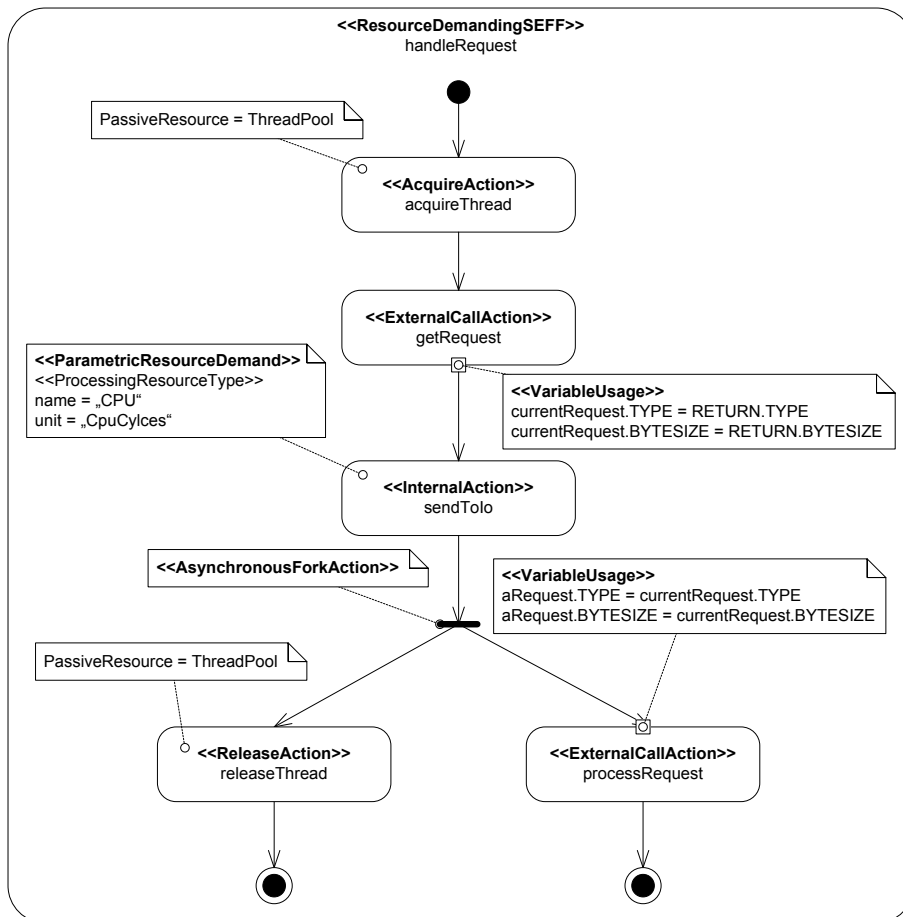 <<ResourceDemandingSEFF>>
handleRequest
PassiveResource = ThreadPool
<<AcquireAction>>
acquireThread
<<ExternalCallAction>>
getRequest
<<ParametricResourceDemand>>
<<ProcessingResourceType>>
name = „CPU“
unit = „CpuCylces“
<<VariableUsage>>
currentRequest.TYPE = RETURN.TYPE
currentRequest.BYTESIZE = RETURN.BYTESIZE
<<InternalAction>>
sendToIo
<<AsynchronousForkAction>>
<<VariableUsage>>
aRequest.TYPE = currentRequest.TYPE
aRequest.BYTESIZE = currentRequest.BYTESIZE
PassiveResource = ThreadPool
<<ReleaseAction>>
releaseThread
<<ExternalCallAction>>
processRequest